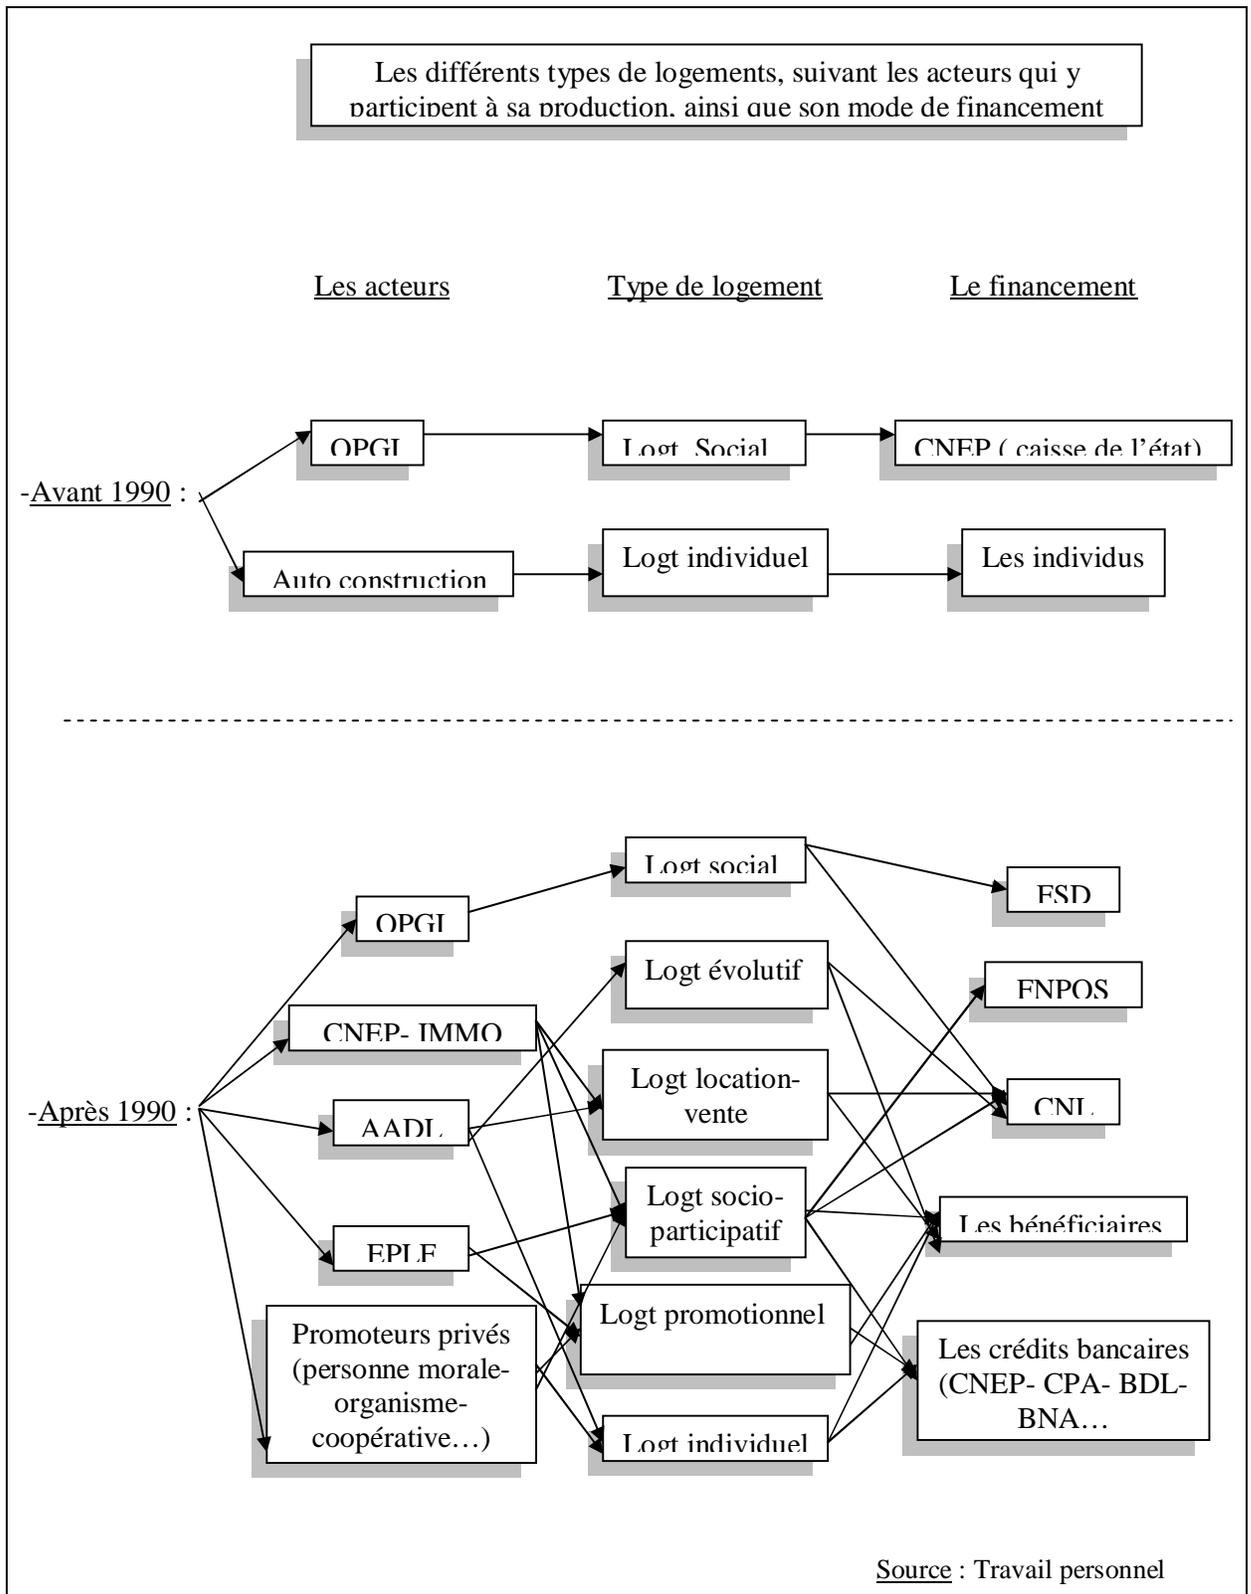 Les différents types de logements, suivant les acteurs qui y
participent à sa production, ainsi que son mode de financement
Les acteurs
Type de logement
Le financement
-Avant 1990 :
OPGI
Logt Social
CNEP ( caisse de l'état)
Auto construction
Logt individuel
Les individus
-Après 1990 :
OPGI
CNEP- IMMO
AADL
EPLF
Promoteurs privés
(personne morale-
organisme-
coopérative…)
Logt social
Logt évolutif
Logt location-
vente
Logt socio-
participatif
Logt promotionnel
Logt individuel
FSD
FNPOS
CNL
Les bénéficiaires
Les crédits bancaires
(CNEP- CPA- BDL-
BNA…
Source : Travail personnel